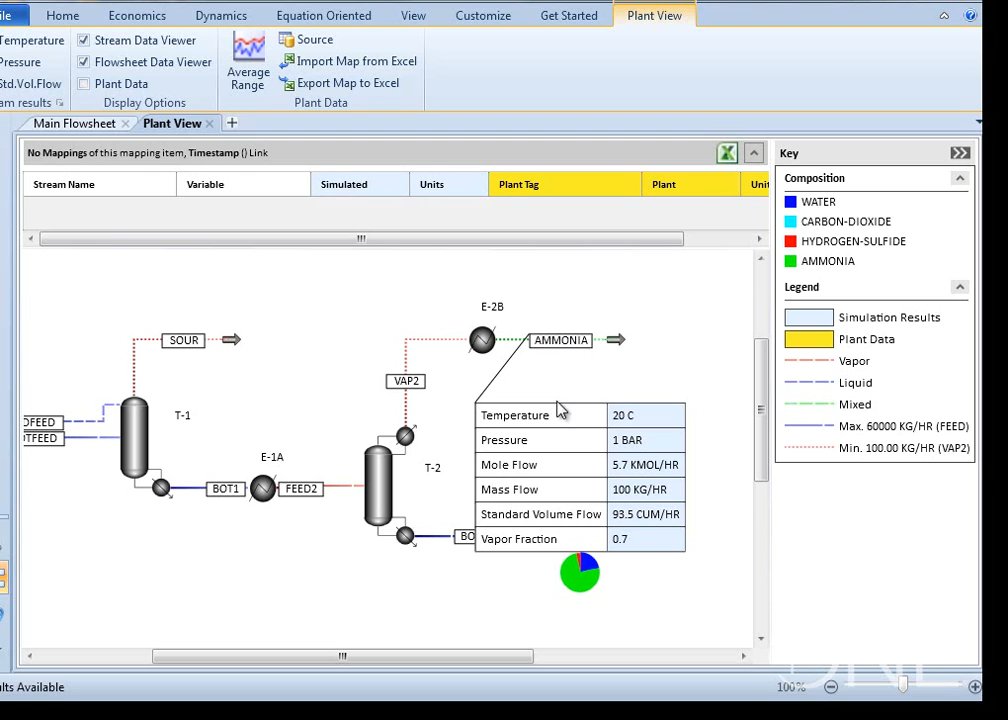 ile
Home
Economics
Dynamics
Equation Oriented
View
Customize
Get Started
Plant View
Temperature
Pressure
Std.Vol.Flow
am results
Stream Data Viewer
Flowsheet Data Viewer
Plant Data
Display Options
Average
Range
Source
Import Map from Excel
Export Map to Excel
Plant Data
Main Flowsheet
Plant View
No Mappings of this mapping item, Timestamp () Link
Stream Name
Variable
Simulated
Units
Plant Tag
Plant
Unit
Key
Composition
WATER
CARBON-DIOXIDE
HYDROGEN-SULFIDE
AMMONIA
Legend
Simulation Results
Plant Data
Vapor
Liquid
Mixed
Max. 60000 KG/HR (FEED)
Min. 100.00 KG/HR (VAP2)
E-2B
SOUR
AMMONIA
VAP2
DFEED
T-1
OTFEED
E-1A
T-2
BOT1
FEED2
BO
Temperature 20 C
Pressure 1 BAR
Mole Flow 5.7 KMOL/HR
Mass Flow 100 KG/HR
Standard Volume Flow 93.5 CUM/HR
Vapor Fraction 0.7
ults Available
100%